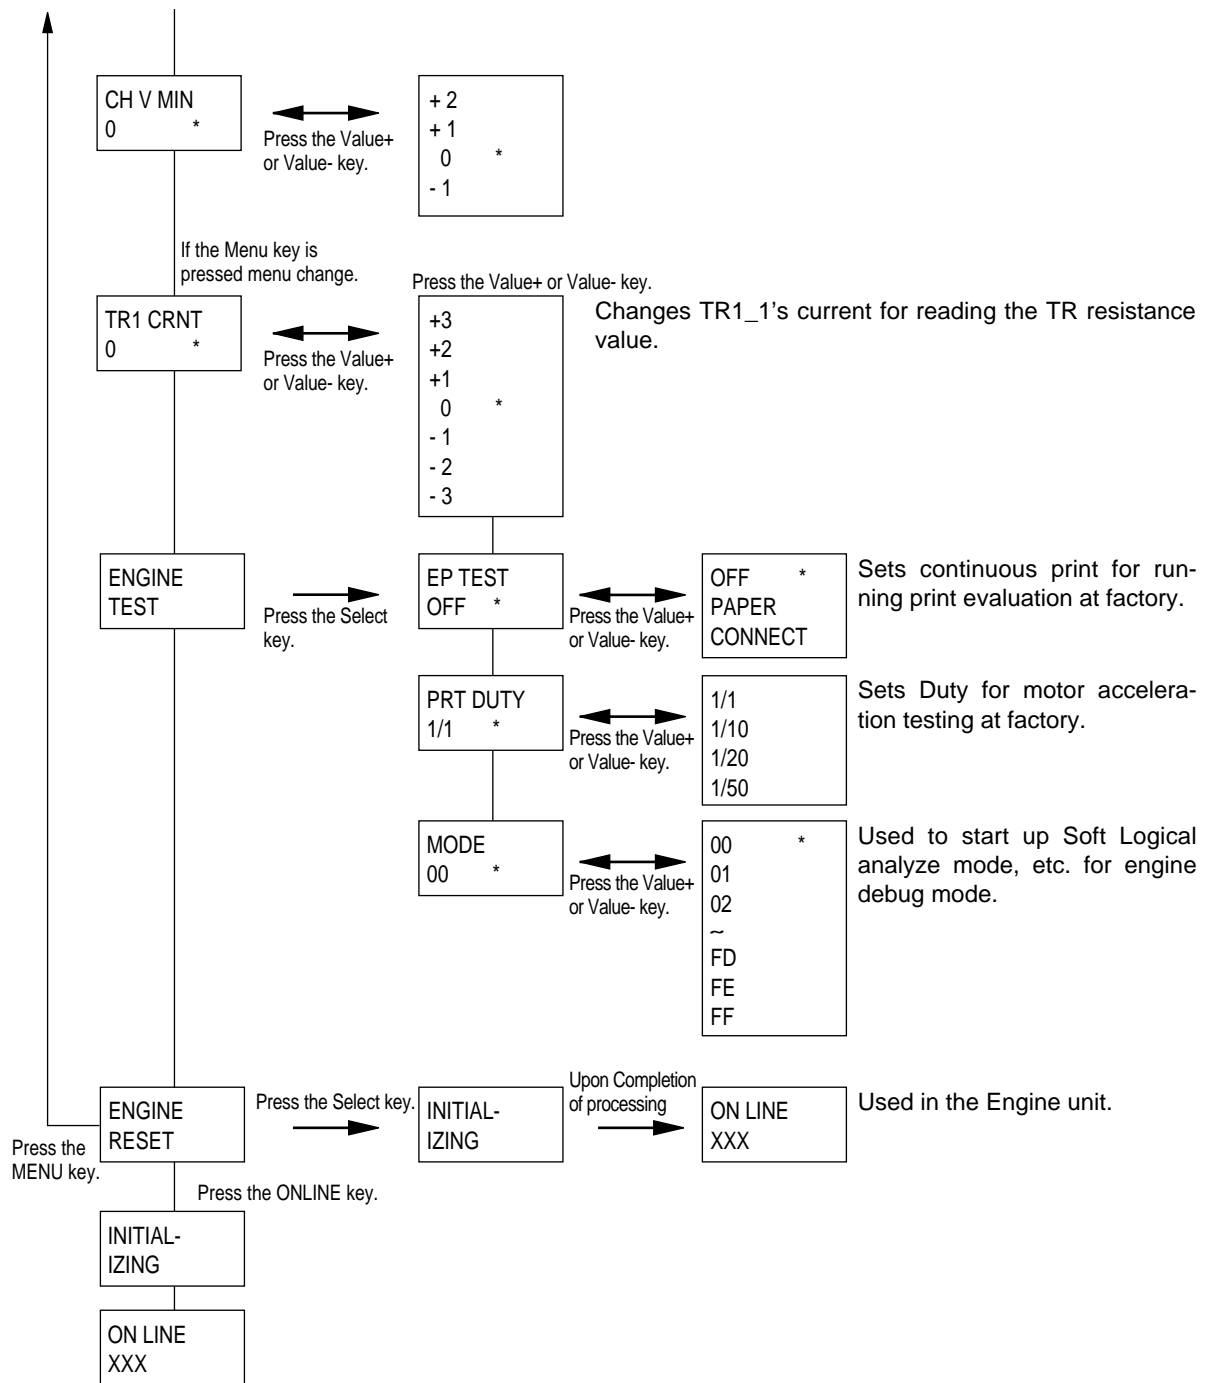 CH V MIN
0 *
Press the Value+
or Value- key.
+ 2
+ 1
0 *
- 1
If the Menu key is
pressed menu change.
TR1 CRNT
0 *
Press the Value+
or Value- key.
Press the Value+ or Value- key.
+3
+2
+1
0 *
- 1
- 2
- 3
Changes TR1_1's current for reading the TR resistance
value.
ENGINE
TEST
Press the Select
key.
EP TEST
OFF *
Press the Value+
or Value- key.
OFF *
PAPER
CONNECT
Sets continuous print for run-
ning print evaluation at factory.
PRT DUTY
1/1 *
Press the Value+
or Value- key.
1/1
1/10
1/20
1/50
Sets Duty for motor accelera-
tion testing at factory.
MODE
00 *
Press the Value+
or Value- key.
00 *
01
02
~
FD
FE
FF
Used to start up Soft Logical
analyze mode, etc. for engine
debug mode.
ENGINE
RESET
Press the Select key.
INITIAL-
IZING
Upon Completion
of processing
ON LINE
XXX
Used in the Engine unit.
Press the
MENU key.
Press the ONLINE key.
INITIAL-
IZING
ON LINE
XXX